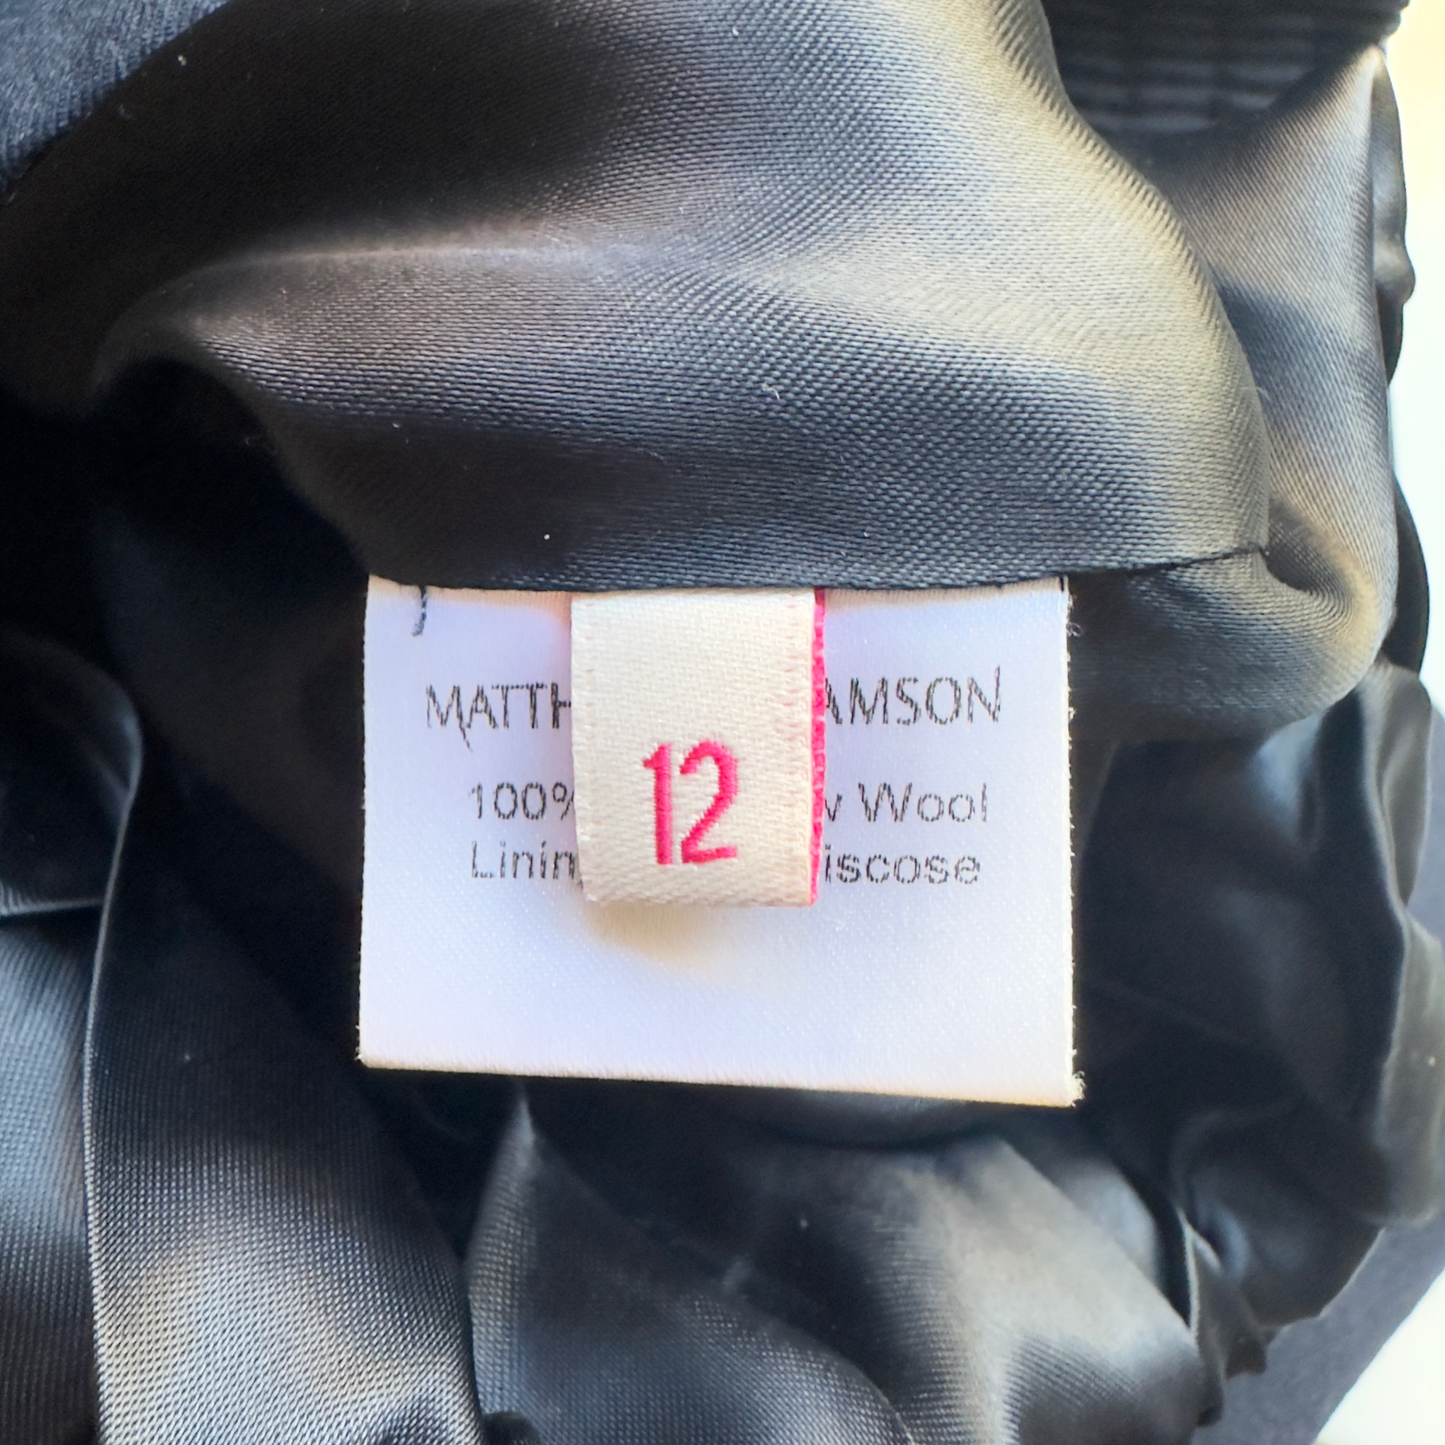 MATTH AMSON
12
100% Wool
Linin iscose